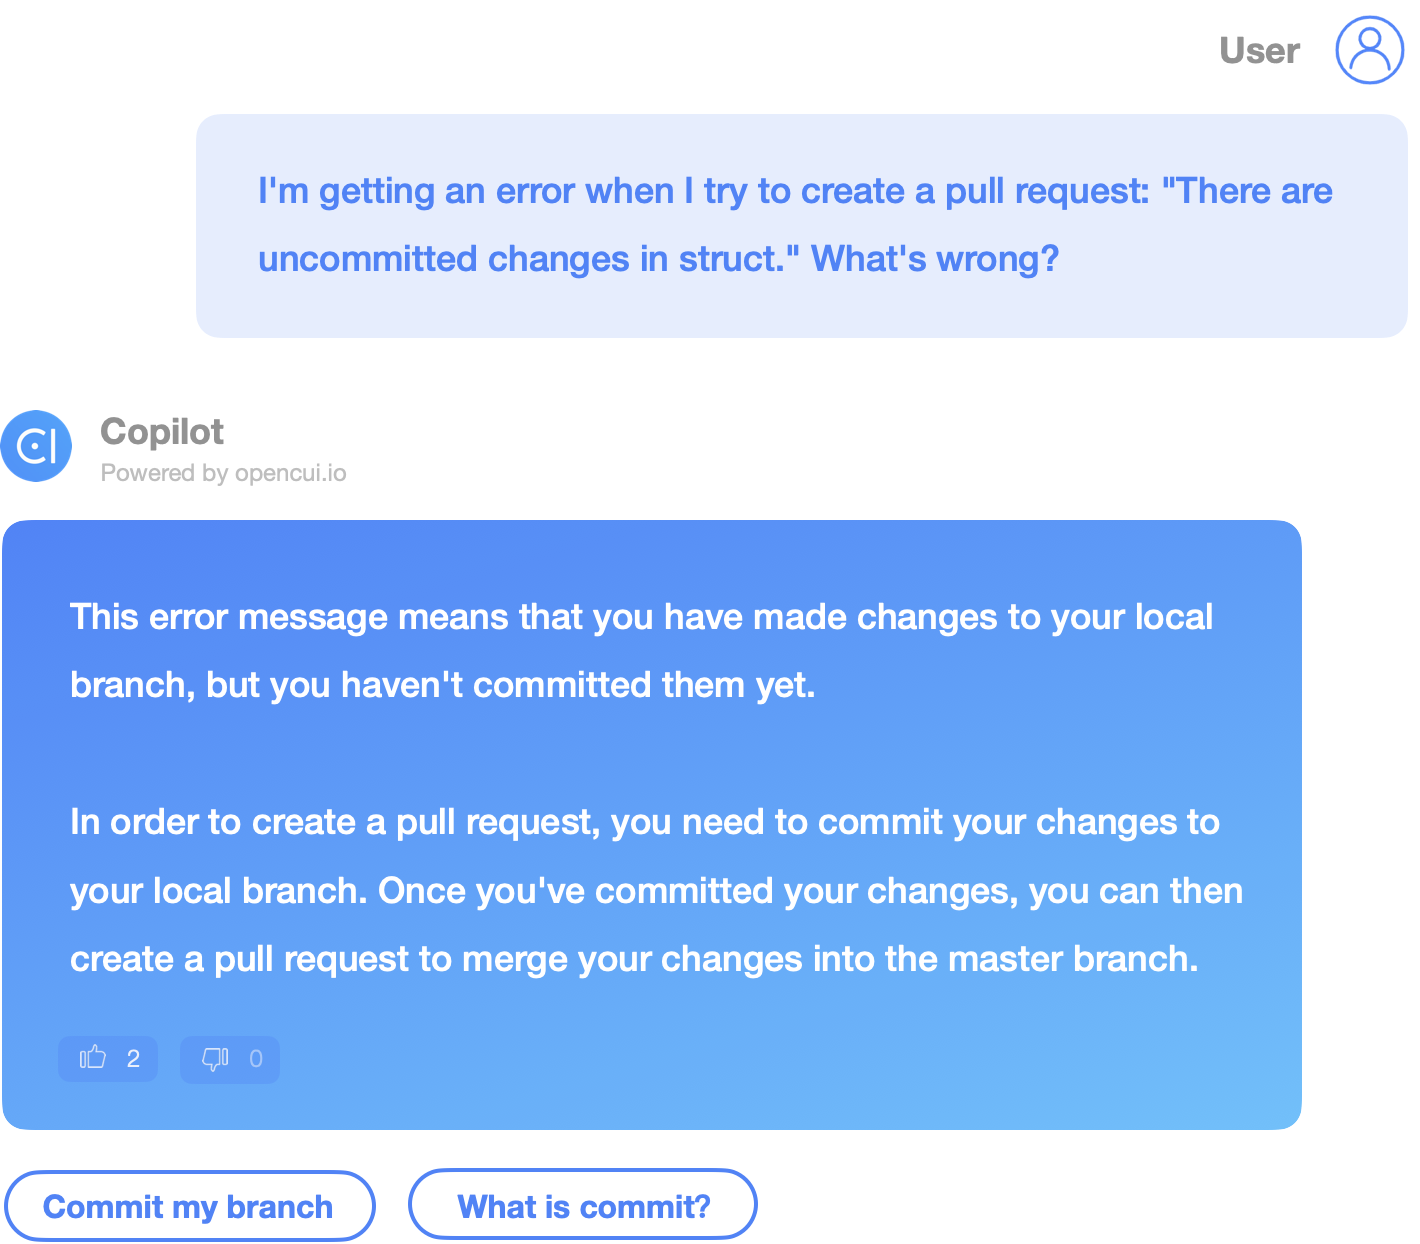 User
I'm getting an error when I try to create a pull request: "There are
uncommitted changes in struct." What's wrong?
Copilot
Powered by opencui.io
This error message means that you have made changes to your local
branch, but you haven't committed them yet.
In order to create a pull request, you need to commit your changes to
your local branch. Once you've committed your changes, you can then
create a pull request to merge your changes into the master branch.
2 0
Commit my branch What is commit?